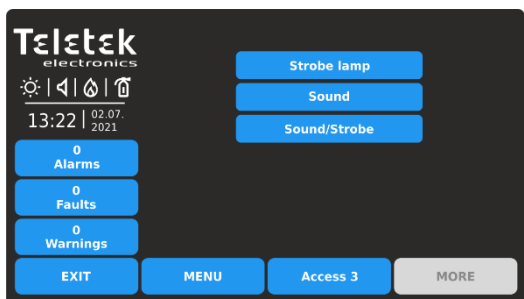 Teletek
electronics
13:22 | 02.07.
2021
0
Alarms
0
Faults
0
Warnings
Strobe lamp
Sound
Sound/Strobe
EXIT
MENU
Access 3
MORE